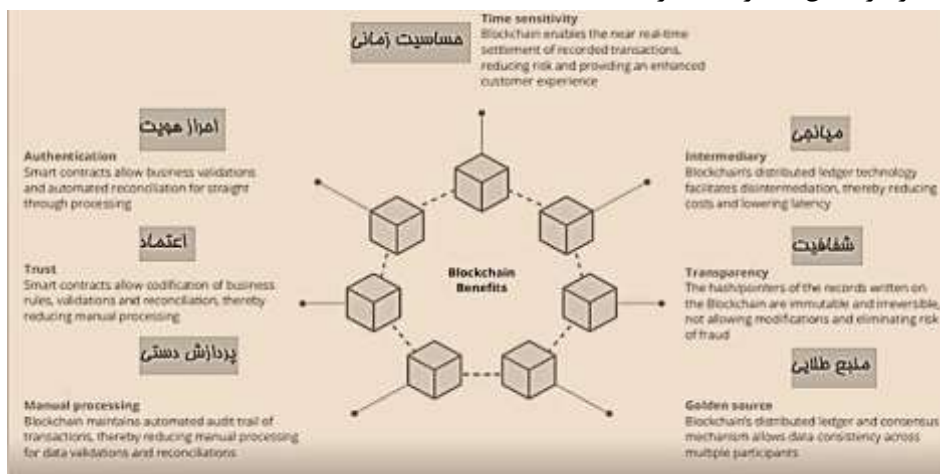 حساسیت زمانی
Time sensitivity
Blockchain enables the near real-time
settlement of recorded transactions,
reducing risk and providing an enhanced
customer experience
احراز هویت
Authentication
Smart contracts allow business validations
and automated reconciliation for straight
through processing
اعتماد
Trust
Smart contracts allow codification of business
rules, validations and reconciliation, thereby
reducing manual processing
پردازش دستی
Manual processing
Blockchain maintains automated audit trail of
transactions, thereby reducing manual processing
for data validations and reconciliations
Blockchain
Benefits
میانجی
Intermediary
Blockchain's distributed ledger technology
facilitates disintermediation, thereby reducing
costs and lowering latency
شفافیت
Transparency
The hash/pointers of the records written on
the Blockchain are immutable and irreversible,
not allowing modifications and eliminating risk
of fraud
منبع طلایی
Golden source
Blockchain's distributed ledger and consensus
mechanism allows data consistency across
multiple participants